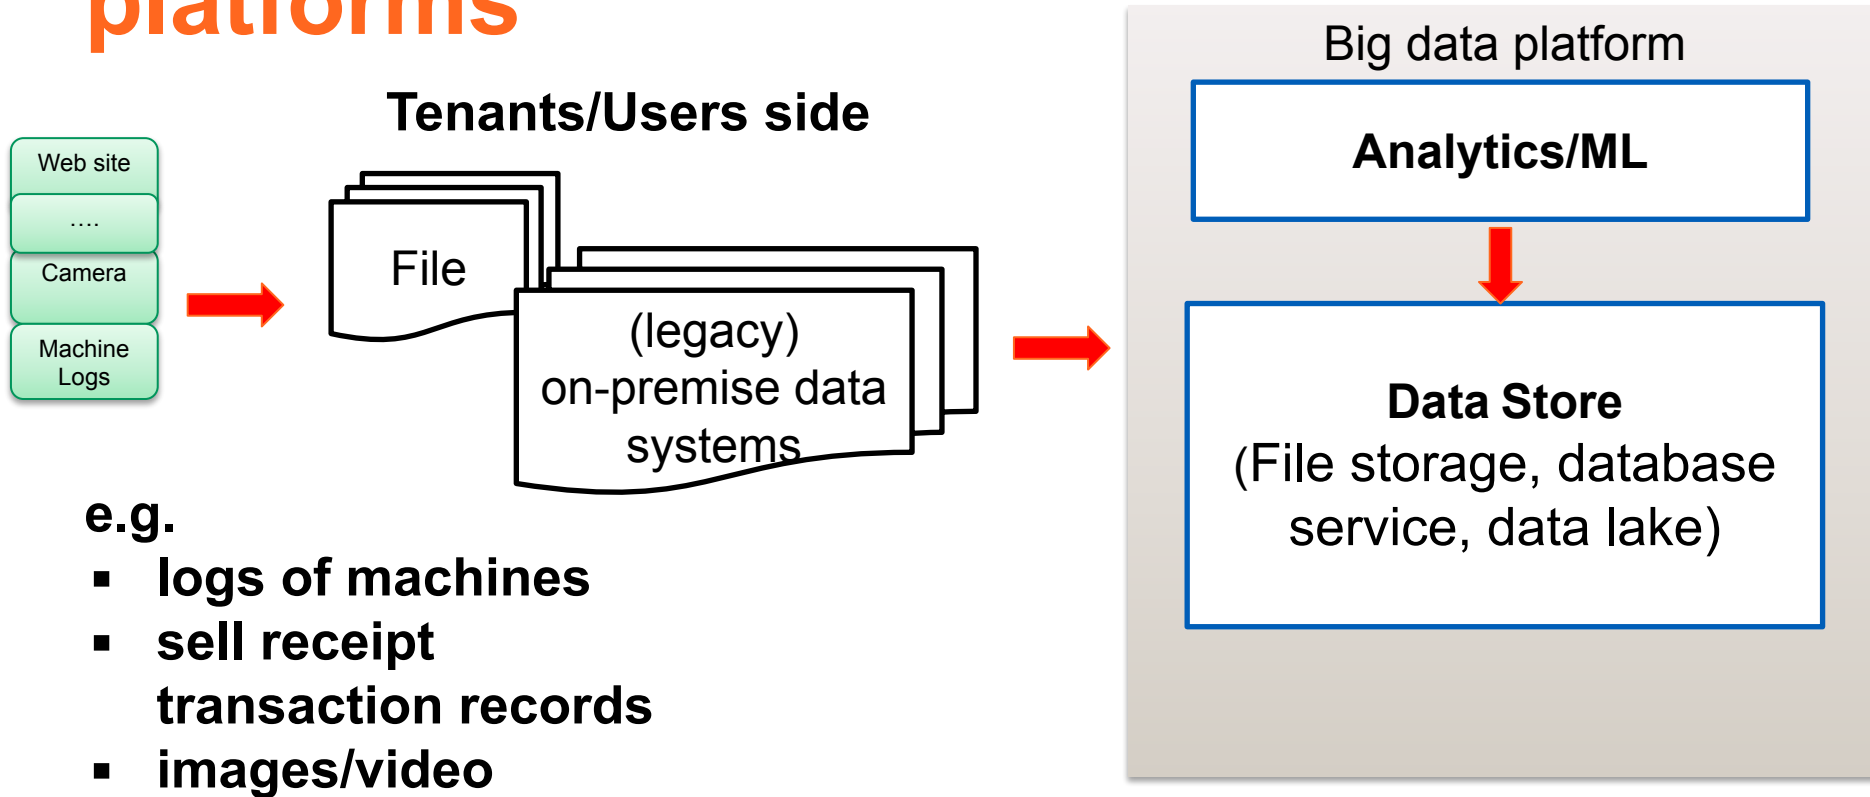 platforms
Tenants/Users side
Web site
....
Camera
Machine
Logs
File
(legacy)
on-premise data
systems
e.g.
▪ logs of machines
▪ sell receipt
transaction records
▪ images/video
Big data platform
Analytics/ML
Data Store
(File storage, database
service, data lake)